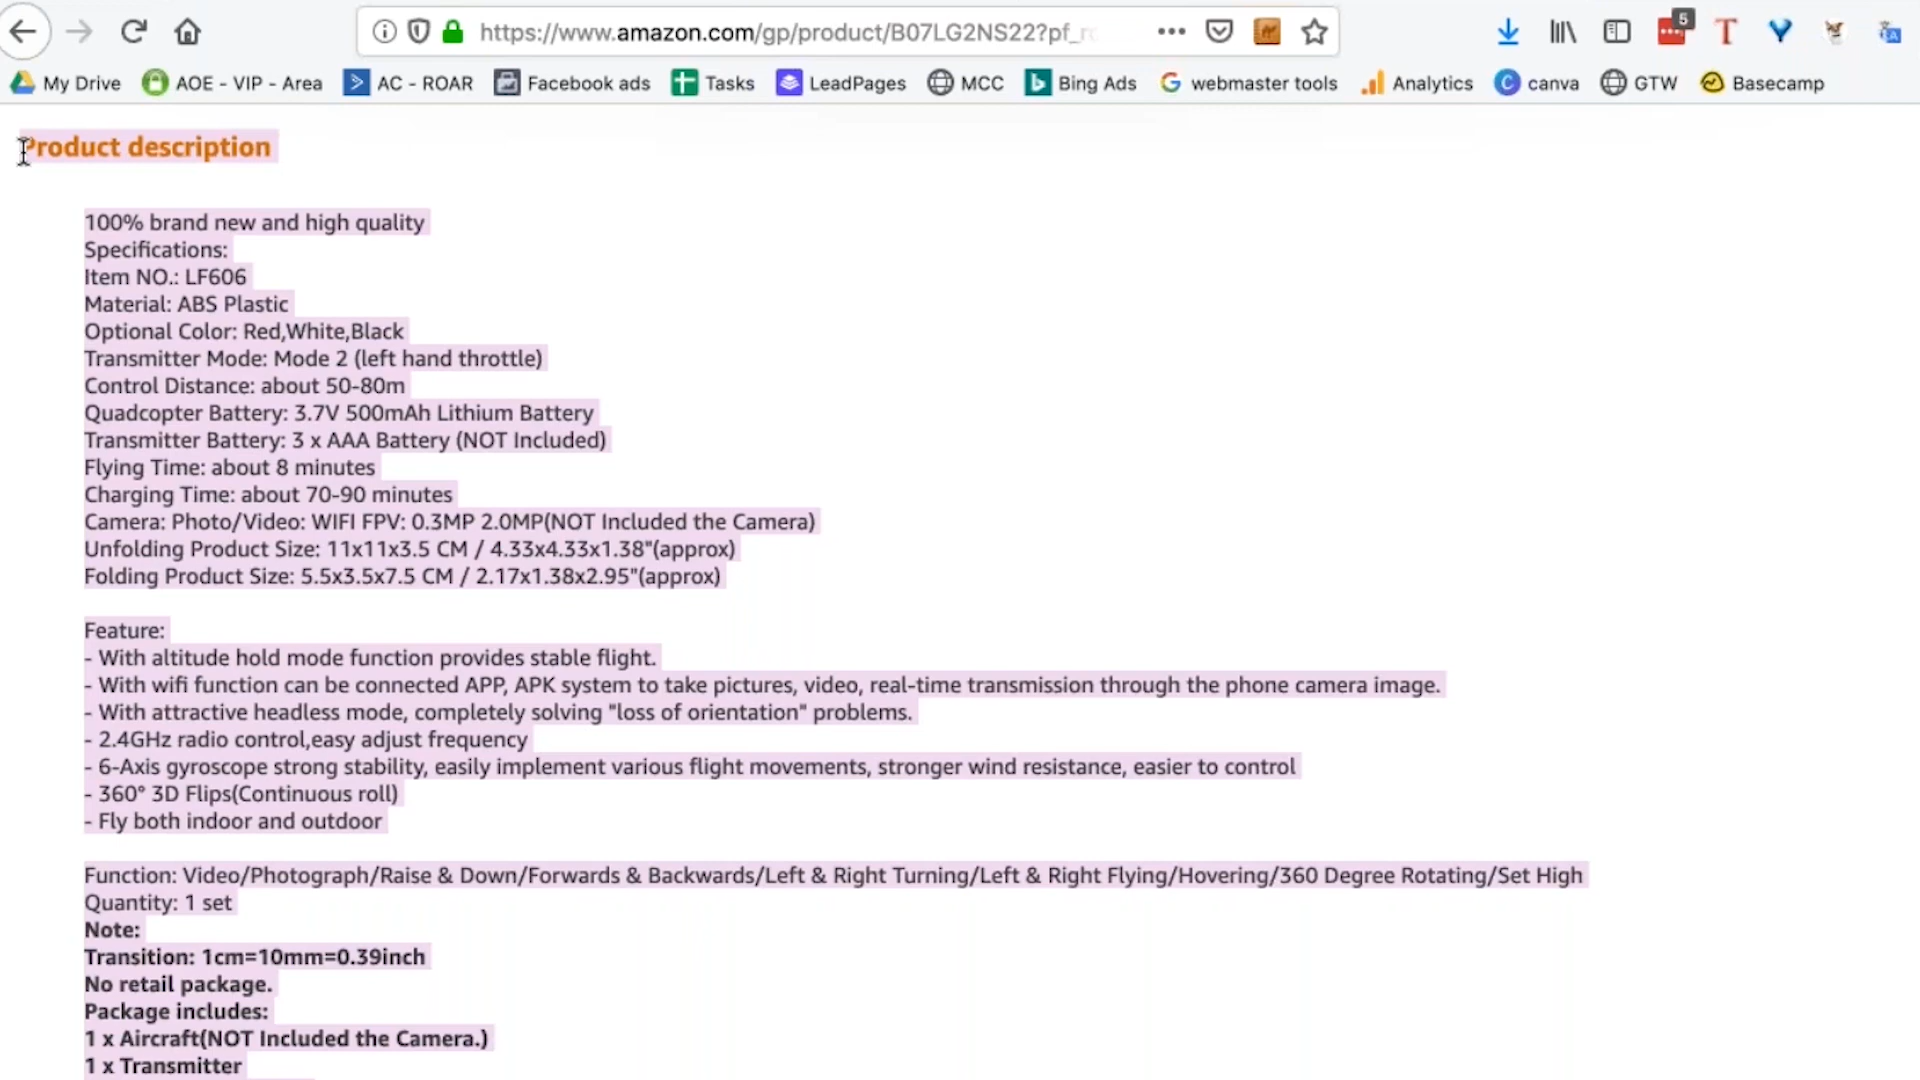 https://www.amazon.com/gp/product/B07LG2NS22?pf_r
5
My Drive AOE - VIP - Area AC - ROAR Facebook ads Tasks LeadPages MCC Bing Ads webmaster tools Analytics canva GTW Basecamp
Product description
100% brand new and high quality
Specifications:
Item NO.: LF606
Material: ABS Plastic
Optional Color: Red,White,Black
Transmitter Mode: Mode 2 (left hand throttle)
Control Distance: about 50-80m
Quadcopter Battery: 3.7V 500mAh Lithium Battery
Transmitter Battery: 3 x AAA Battery (NOT Included)
Flying Time: about 8 minutes
Charging Time: about 70-90 minutes
Camera: Photo/Video: WIFI FPV: 0.3MP 2.0MP(NOT Included the Camera)
Unfolding Product Size: 11x11x3.5 CM / 4.33x4.33x1.38"(approx)
Folding Product Size: 5.5x3.5x7.5 CM / 2.17x1.38x2.95"(approx)
Feature:
- With altitude hold mode function provides stable flight.
- With wifi function can be connected APP, APK system to take pictures, video, real-time transmission through the phone camera image.
- With attractive headless mode, completely solving "loss of orientation" problems.
- 2.4GHz radio control,easy adjust frequency
- 6-Axis gyroscope strong stability, easily implement various flight movements, stronger wind resistance, easier to control
- 360° 3D Flips(Continuous roll)
- Fly both indoor and outdoor
Function: Video/Photograph/Raise & Down/Forwards & Backwards/Left & Right Turning/Left & Right Flying/Hovering/360 Degree Rotating/Set High
Quantity: 1 set
Note:
Transition: 1cm=10mm=0.39inch
No retail package.
Package includes:
1 x Aircraft(NOT Included the Camera.)
1 x Transmitter